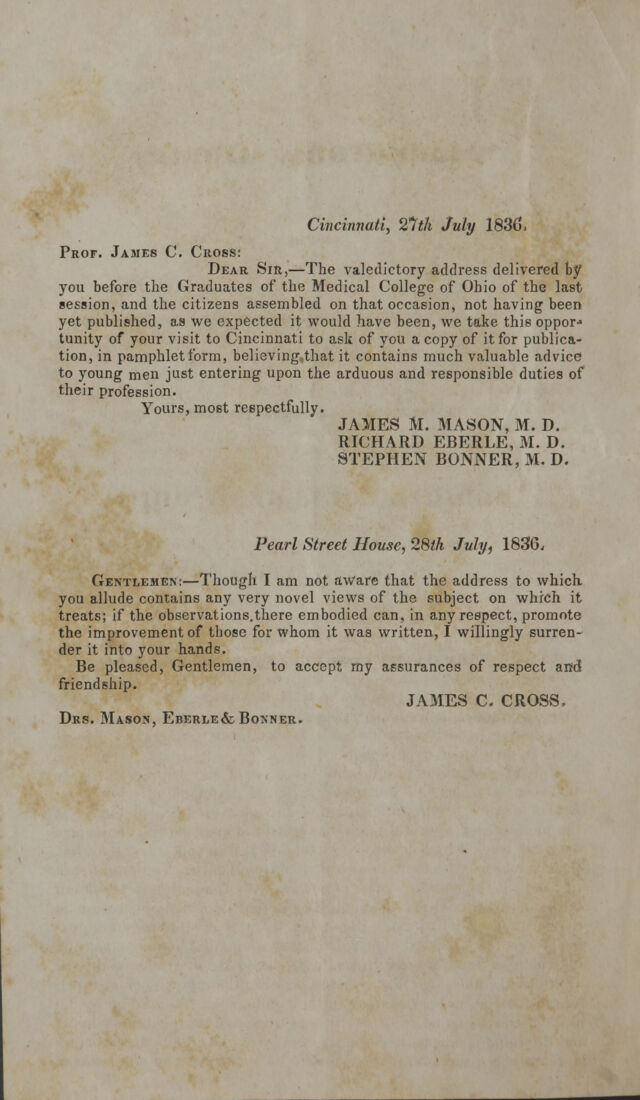 Cincinnati, 27th July 1836.
Prof. James C. Cross:
Dear Sir,—The valedictory address delivered by
you before the Graduates of the Medical College of Ohio of the last
session, and the citizens assembled on that occasion, not having been
yet published, as we expected it would have been, we take this oppor-
tunity of your visit to Cincinnati to ask of you a copy of it for publica-
tion, in pamphlet form, believing that it contains much valuable advice
to young men just entering upon the arduous and responsible duties of
their profession.
Yours, most respectfully.
JAMES M. MASON, M. D.
RICHARD EBERLE, M. D.
STEPHEN BONNER, M. D.
Pearl Street House, 28th July, 1836.
Gentlemen:—Though I am not aware that the address to which
you allude contains any very novel views of the subject on which it
treats; if the observations there embodied can, in any respect, promote
the improvement of those for whom it was written, I willingly surren-
der it into your hands.
Be pleased, Gentlemen, to accept my assurances of respect and
friendship.
JAMES C. CROSS.
Drs. Mason, Eberle & Bonner.